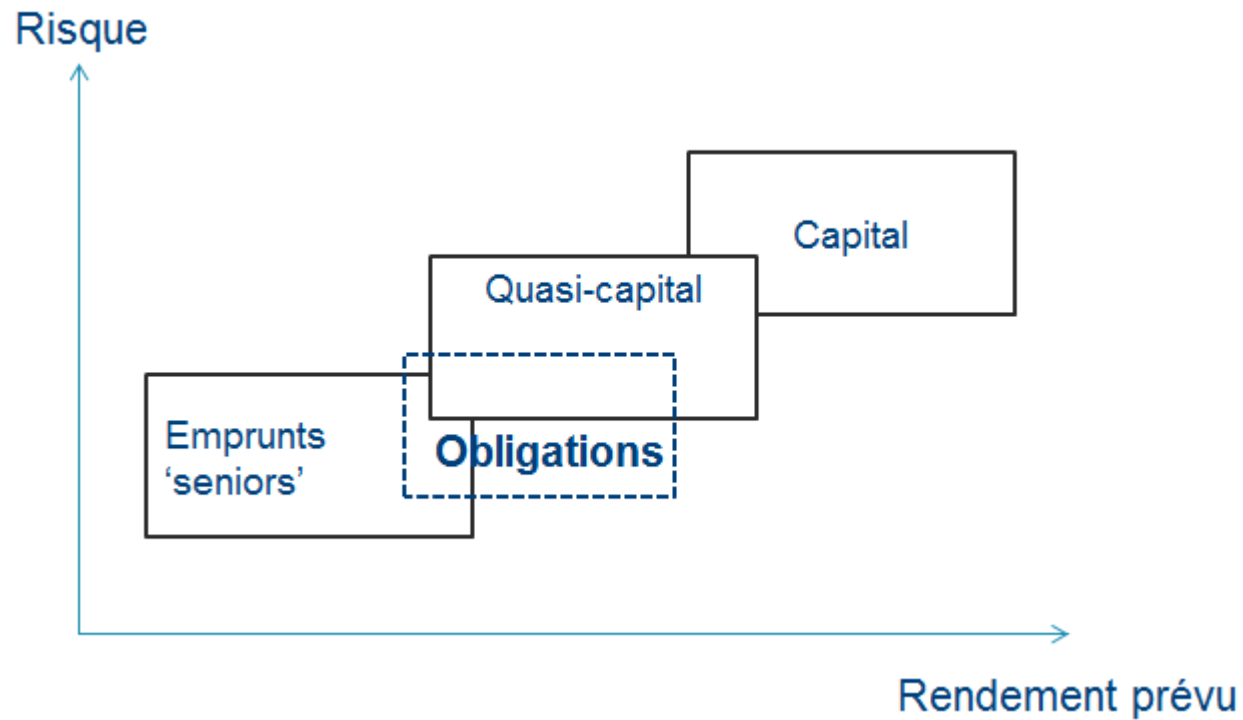 Risque
Capital
Quasi-capital
Emprunts
‘seniors’
Obligations
Rendement prévu